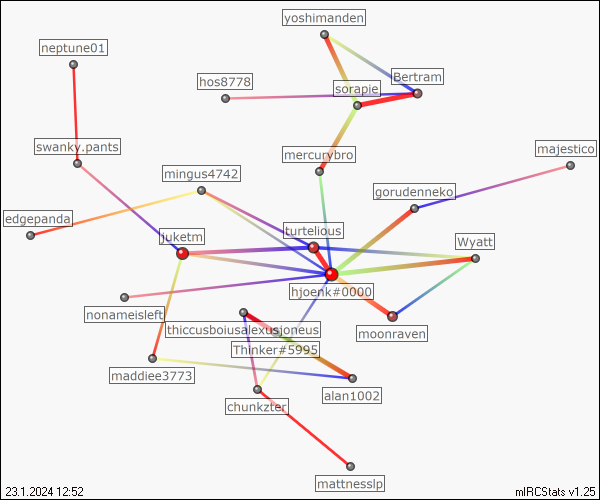 yoshimanden
neptune01
hos8778
Bertram
sorapie
swanky.pants
mercurybro
majestico
mingus4742
gorudenneko
edgepanda
turtelious
juketm
Wyatt
hjoenk#0000
nonameisleft
thiccusboiusalexusjoneus
moonraven
Thinker#5995
maddiee3773
alan1002
chunkzter
mattnesslp
23.1.2024 12:52
mIRCStats v1.25